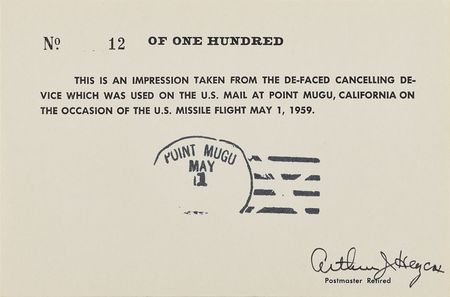 Nº 12 OF ONE HUNDRED
THIS IS AN IMPRESSION TAKEN FROM THE DE-FACED CANCELLING DE-
VICE WHICH WAS USED ON THE U.S. MAIL AT POINT MUGU, CALIFORNIA ON
THE OCCASION OF THE U.S. MISSILE FLIGHT MAY 1, 1959.
POINT MUGU
MAY
1
Arthur J.
Postmaster Retired